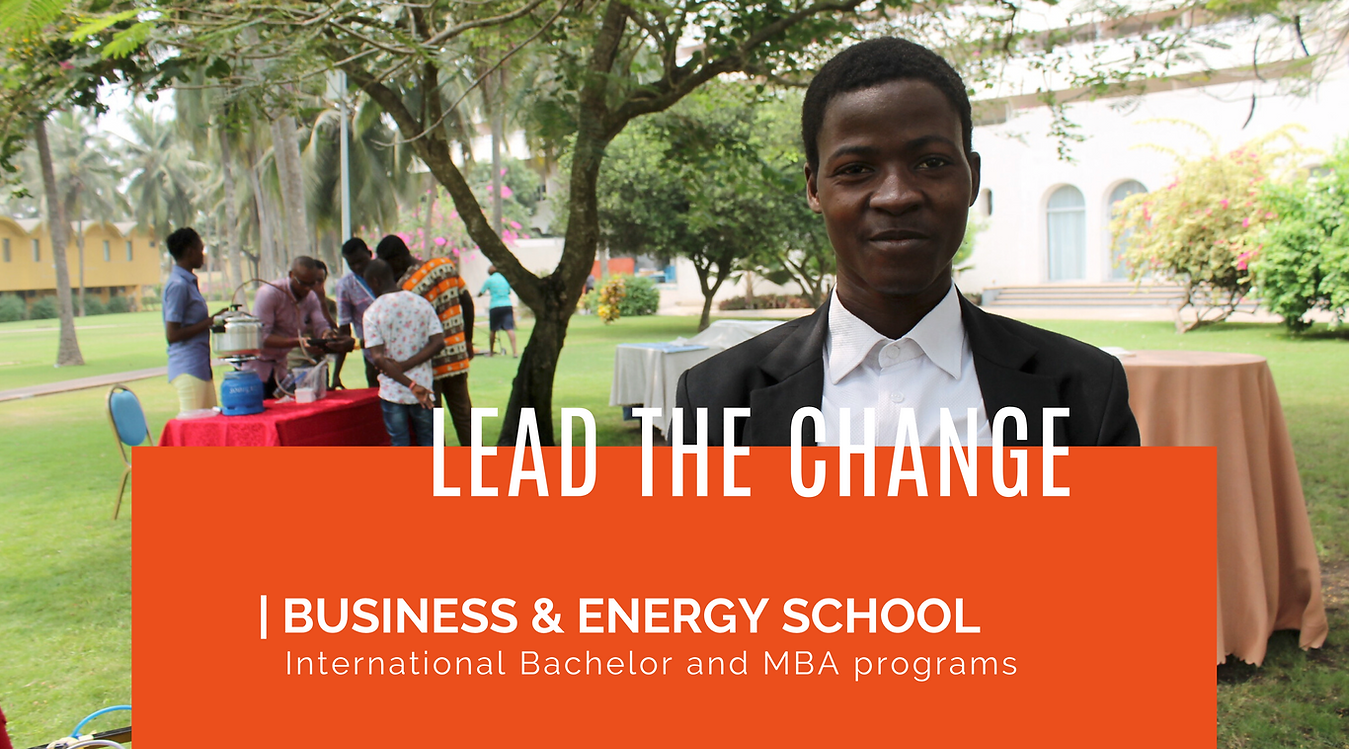 LEAD THE CHANGE
| BUSINESS & ENERGY SCHOOL
International Bachelor and MBA programs